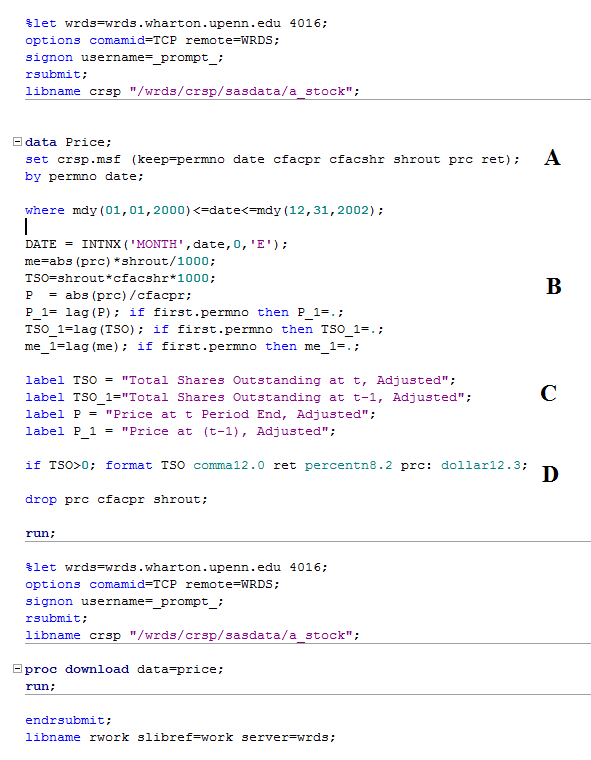 %let wrds=wrds.wharton.upenn.edu 4016;
options comamid=TCP remote=WRDS;
signon username=_prompt_;
rsubmit;
libname crsp "/wrds/crsp/sasdata/a_stock";
data Price;
set crsp.msf (keep=permno date cfacpr cfacshr shrout prc ret); A
by permno date;
where mdy(01,01,2000)<=date<=mdy(12,31,2002);
DATE = INTNX('MONTH',date,0,'E');
me=abs(prc)*shrout/1000;
TSO=shrout*cfacshr*1000;
P  = abs(prc)/cfacpr; B
P_1= lag(P); if first.permno then P_1=.;
TSO_1=lag(TSO); if first.permno then TSO_1=.;
me_1=lag(me); if first.permno then me_1=.;
label TSO = "Total Shares Outstanding at t, Adjusted";
label TSO_1="Total Shares Outstanding at t-1, Adjusted"; C
label P = "Price at t Period End, Adjusted";
label P_1 = "Price at (t-1), Adjusted";
if TSO>0; format TSO comma12.0 ret percentn8.2 prc: dollar12.3; D
drop prc cfacpr shrout;
run;
%let wrds=wrds.wharton.upenn.edu 4016;
options comamid=TCP remote=WRDS;
signon username=_prompt_;
rsubmit;
libname crsp "/wrds/crsp/sasdata/a_stock";
proc download data=price;
run;
endrsubmit;
libname rwork slibref=work server=wrds;